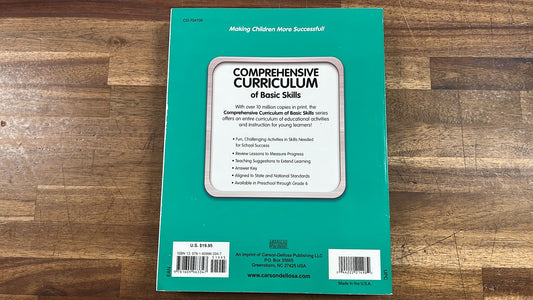 CD-704108
Making Children More Successful!
COMPREHENSIVE
CURRICULUM
of Basic Skills
With over 10 million copies in print, the
Comprehensive Curriculum of Basic Skills series
offers an entire curriculum of educational activities
and instruction for young learners!
• Fun, Challenging Activities in Skills Needed
for School Success
• Review Lessons to Measure Progress
• Teaching Suggestions to Extend Learning
• Answer Key
• Aligned to State and National Standards
• Available in Preschool through Grade 6
U.S. $19.95
EAN
AMERICAN
An Imprint of Carson-Dellosa Publishing LLC
P.O. Box 35665
Greensboro, NC 27425 USA
www.carsondellosa.com
UPC
Printed in the U.S.A.